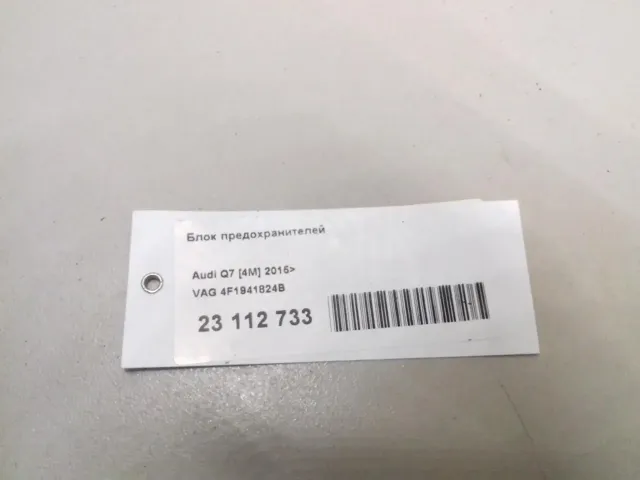 Блок предохранителей
Audi Q7 [4M] 2015>
VAG 4F1941824B
23 112 733